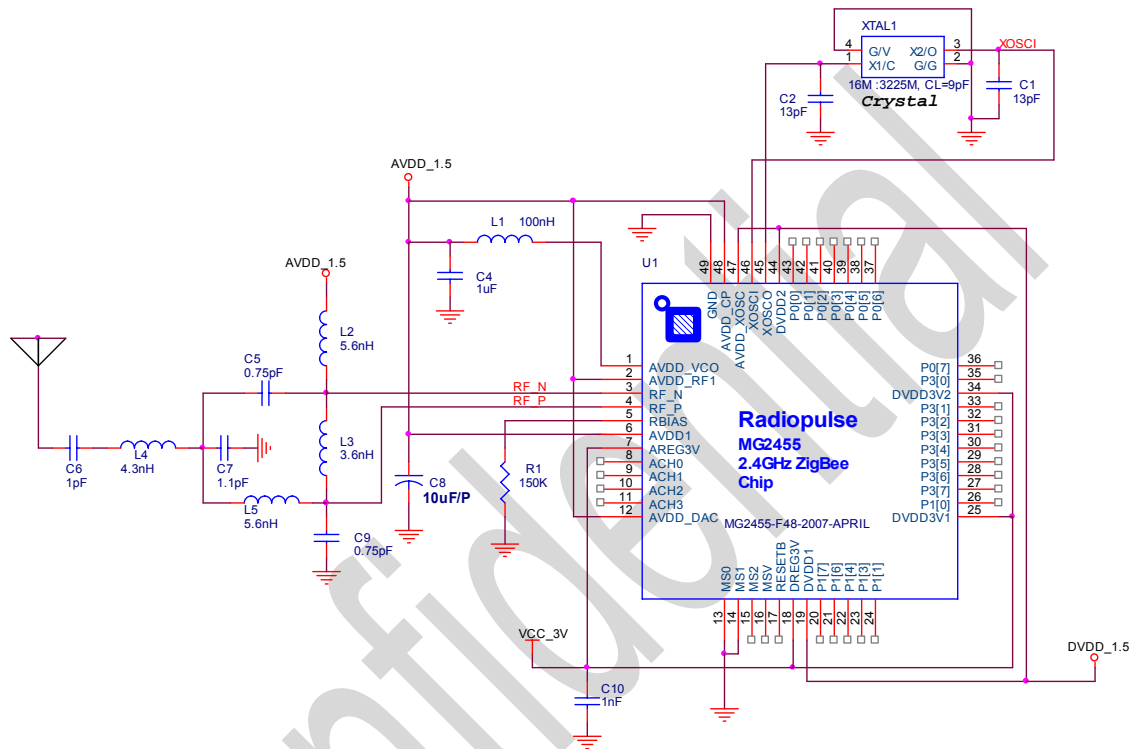 XTAL1
4 G/V X2/O 3 XOSCI
1 X1/C G/G 2
16M :3225M, CL=9pF
Crystal
C2
13pF
C1
13pF
AVDD_1.5
L1 100nH
C4
1uF
AVDD_1.5
L2
5.6nH
C5
0.75pF
L3
3.6nH
C6
1pF
L4
4.3nH
C7
1.1pF
L5
5.6nH
C9
0.75pF
RF_N
RF_P
R1
150K
C8
10uF/P
U1
49 GND
48 AVDD_CP
47 AVDD_XOSC
46 XOSCI
45 XOSCO
44 DVDD2
43 P0[0]
42 P0[1]
41 P0[2]
40 P0[3]
39 P0[4]
38 P0[5]
37 P0[6]
1 AVDD_VCO
2 AVDD_RF1
3 RF_N
4 RF_P
5 RBIAS
6 AVDD1
7 AREG3V
8 ACH0
9 ACH1
10 ACH2
11 ACH3
12 AVDD_DAC
P0[7] 36
P3[0] 35
DVDD3V2 34
P3[1] 33
P3[2] 32
P3[3] 31
P3[4] 30
P3[5] 29
P3[6] 28
P3[7] 27
P1[0] 26
DVDD3V1 25
Radiopulse
MG2455
2.4GHz ZigBee
Chip
MG2455-F48-2007-APRIL
MS0 13
MS1 14
MS2 15
MSV 16
RESETB 17
DREG3V 18
DVDD1 19
P1[7] 20
P1[6] 21
P1[4] 22
P1[3] 23
P1[1] 24
VCC_3V
C10
1nF
DVDD_1.5
nfidential